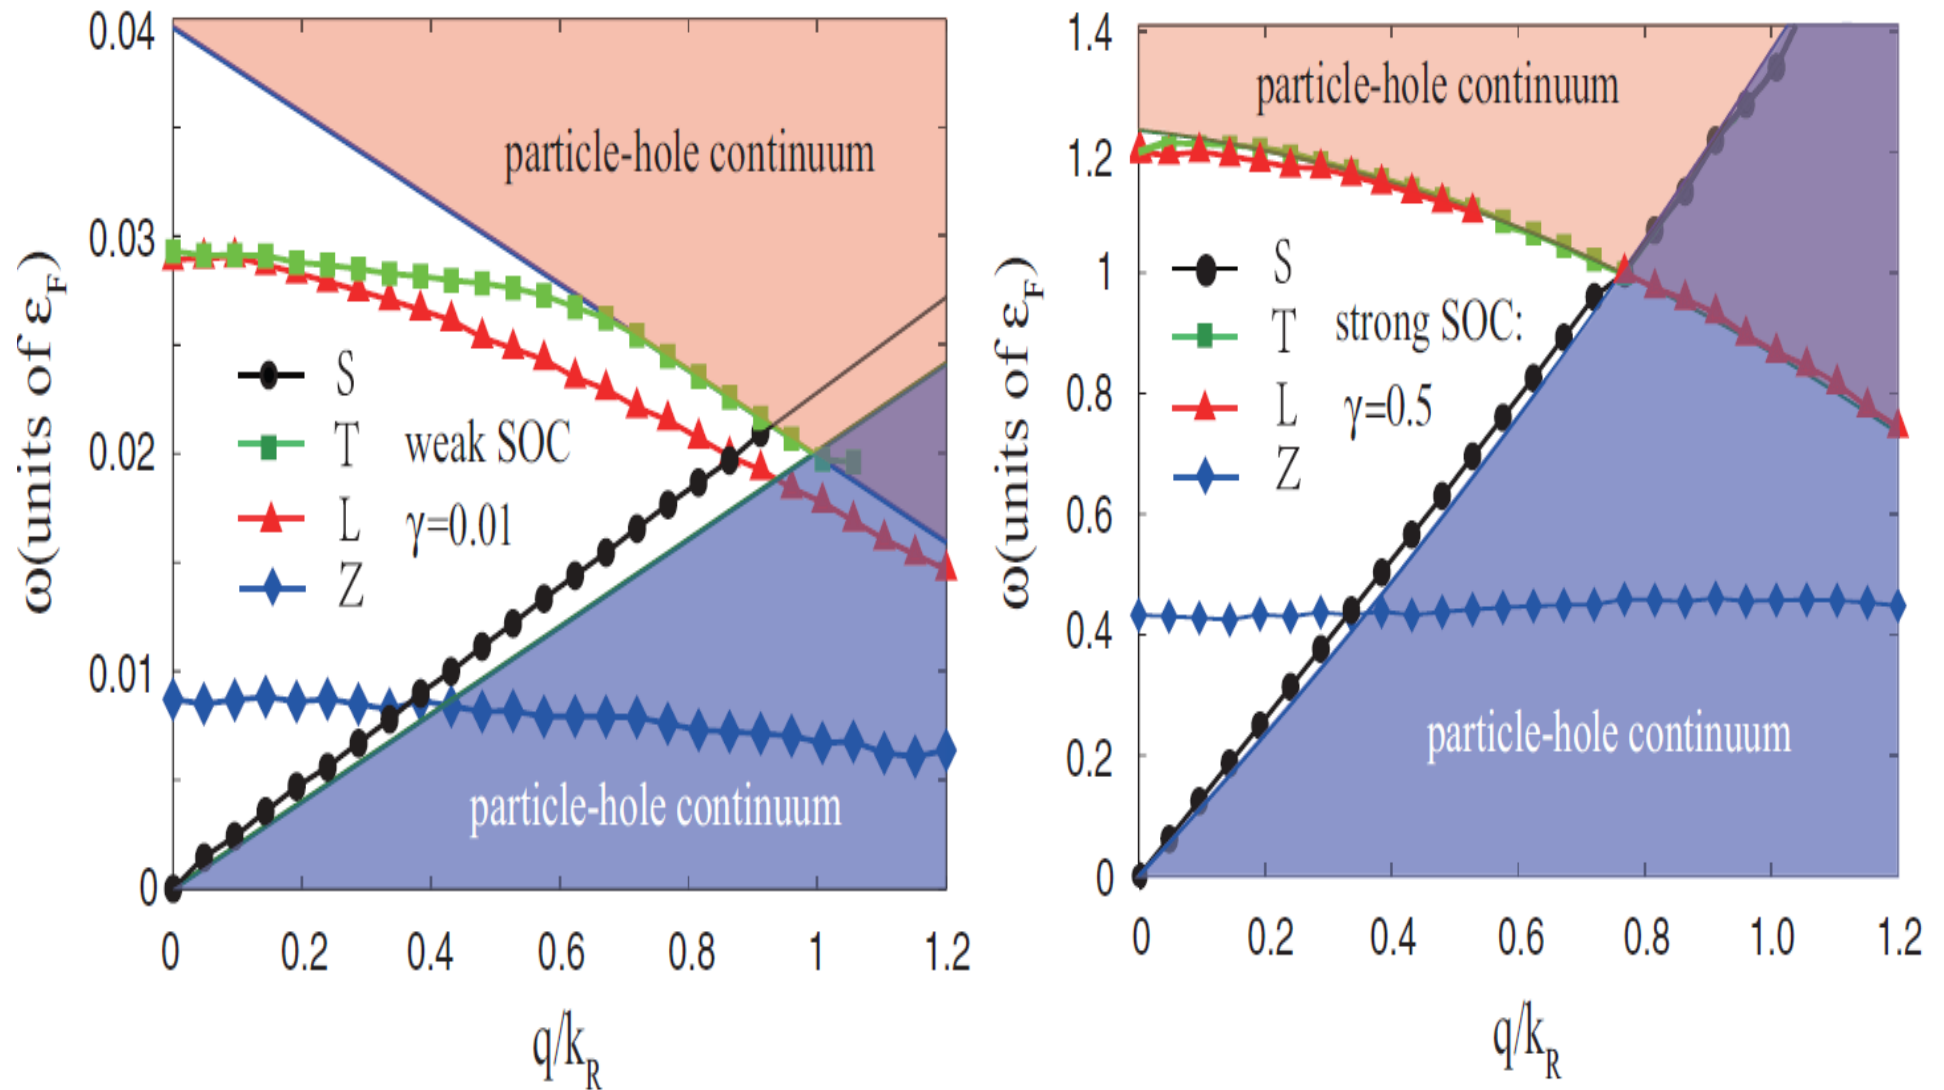 0.04
0.03
0.02
0.01
0
ω(units of εF)
particle-hole continuum
S
T weak SOC
L γ=0.01
Z
particle-hole continuum
0 0.2 0.4 0.6 0.8 1 1.2
q/kR
1.4
1.2
1
0.8
0.6
0.4
0.2
0
ω(units of εF)
particle-hole continuum
S
T strong SOC:
L γ=0.5
Z
particle-hole continuum
0 0.2 0.4 0.6 0.8 1.0 1.2
q/kR